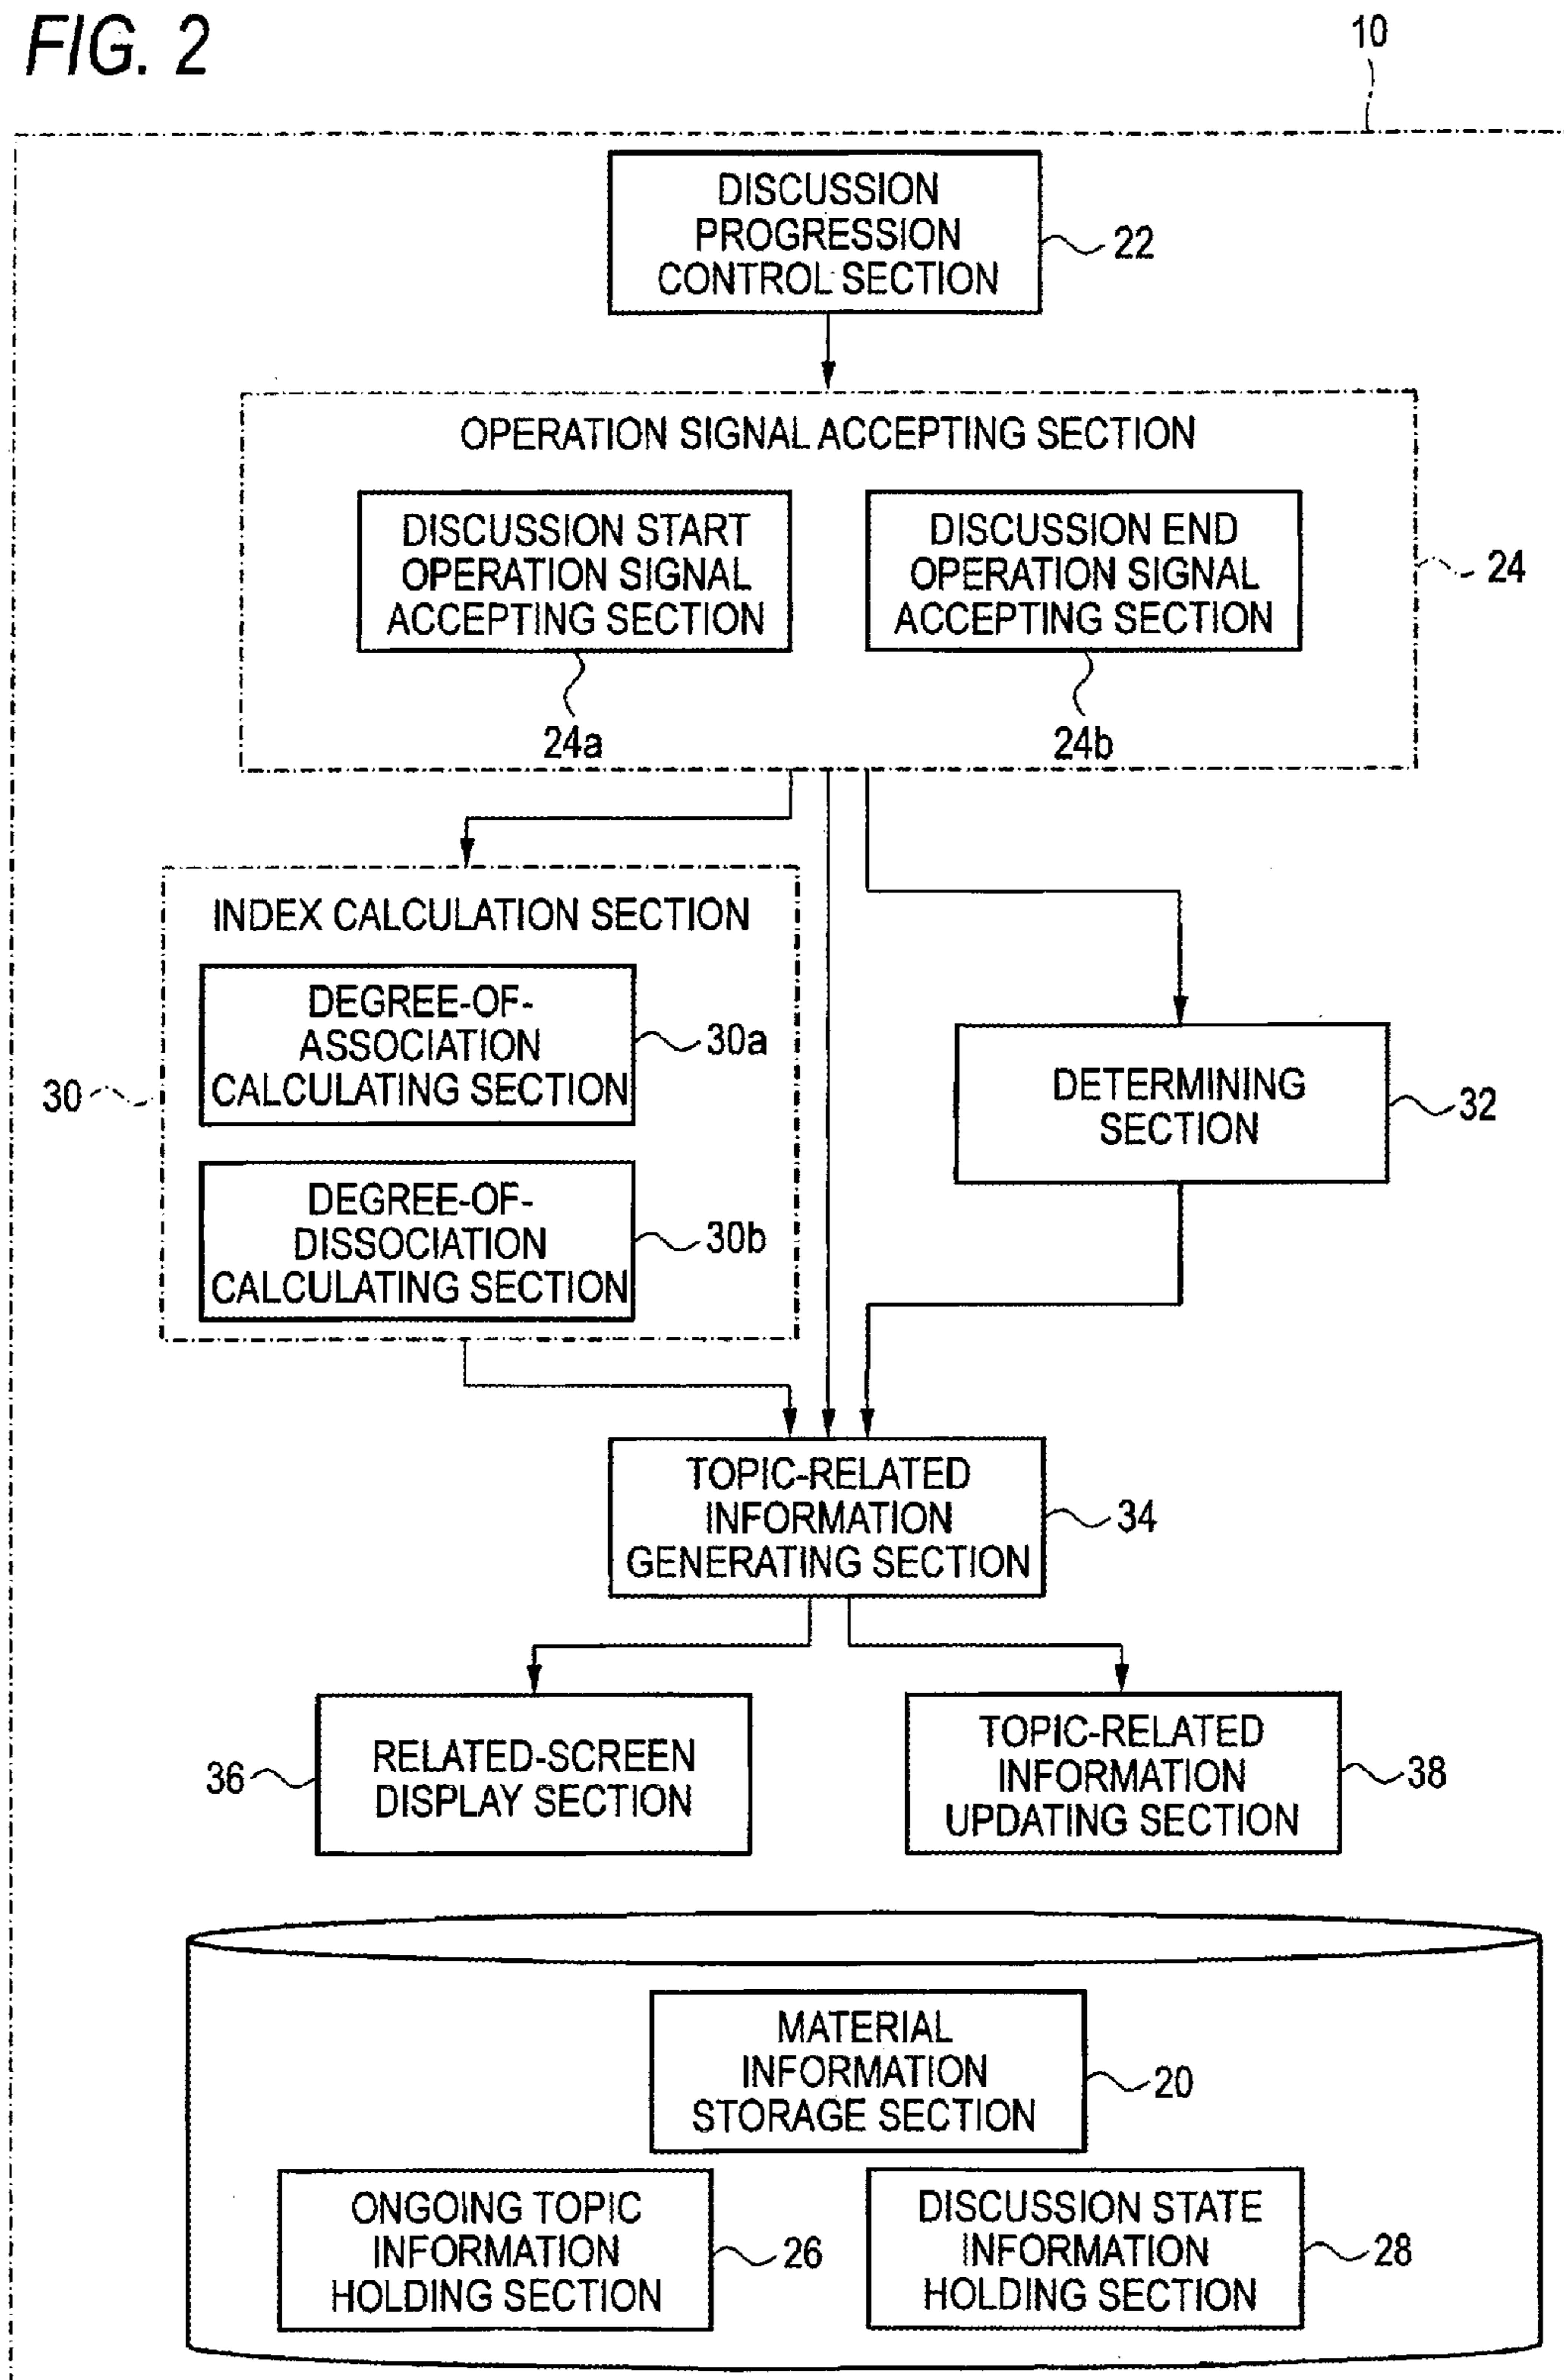 FIG. 2
10
DISCUSSION
PROGRESSION
CONTROL SECTION
22
OPERATION SIGNAL ACCEPTING SECTION
DISCUSSION START
OPERATION SIGNAL
ACCEPTING SECTION
DISCUSSION END
OPERATION SIGNAL
ACCEPTING SECTION
24
24a
24b
INDEX CALCULATION SECTION
DEGREE-OF-
ASSOCIATION
CALCULATING SECTION
30a
30
DEGREE-OF-
DISSOCIATION
CALCULATING SECTION
30b
DETERMINING
SECTION
32
TOPIC-RELATED
INFORMATION
GENERATING SECTION
34
36
RELATED-SCREEN
DISPLAY SECTION
TOPIC-RELATED
INFORMATION
UPDATING SECTION
38
MATERIAL
INFORMATION
STORAGE SECTION
20
ONGOING TOPIC
INFORMATION
HOLDING SECTION
26
DISCUSSION STATE
INFORMATION
HOLDING SECTION
28